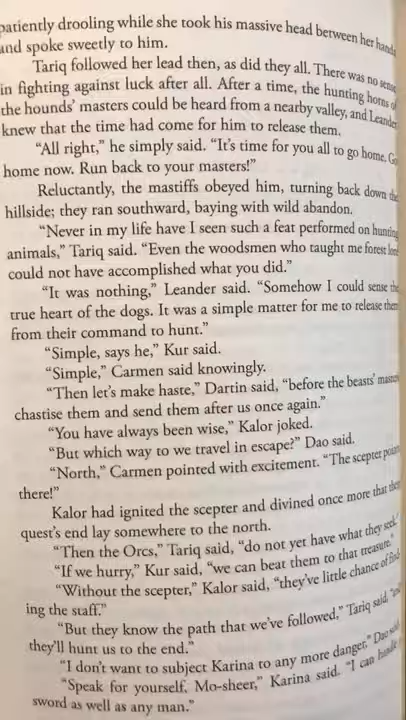 patiently drooling while she took his massive head between her hands
and spoke sweetly to him.
Tariq followed her lead then, as did they all. There was no sense
in fighting against luck after all. After a time, the hunting horns of
the hounds' masters could be heard from a nearby valley, and Leander
knew that the time had come for him to release them.
"All right," he simply said. "It's time for you all to go home. Go
home now. Run back to your masters!"
Reluctantly, the mastiffs obeyed him, turning back down the
hillside; they ran southward, baying with wild abandon.
"Never in my life have I seen such a feat performed on hunting
animals," Tariq said. "Even the woodsmen who taught me forest lore
could not have accomplished what you did."
"It was nothing," Leander said. "Somehow I could sense the
true heart of the dogs. It was a simple matter for me to release them
from their command to hunt."
"Simple, says he," Kur said.
"Simple," Carmen said knowingly.
"Then let's make haste," Dartin said, "before the beasts' masters
chastise them and send them after us once again."
"You have always been wise," Kalor joked.
"But which way to we travel in escape?" Dao said.
"North," Carmen pointed with excitement. "The scepter points
there!"
Kalor had ignited the scepter and divined once more that their
quest's end lay somewhere to the north.
"Then the Orcs," Tariq said, "do not yet have what they seek."
"If we hurry," Kur said, "we can beat them to that treasure."
"Without the scepter," Kalor said, "they've little chance of find-
ing the staff."
"But they know the path that we've followed," Tariq said, "and
they'll hunt us to the end."
"I don't want to subject Karina to any more danger," Dao said.
"Speak for yourself, Mo-sheer," Karina said. "I can handle a
sword as well as any man."